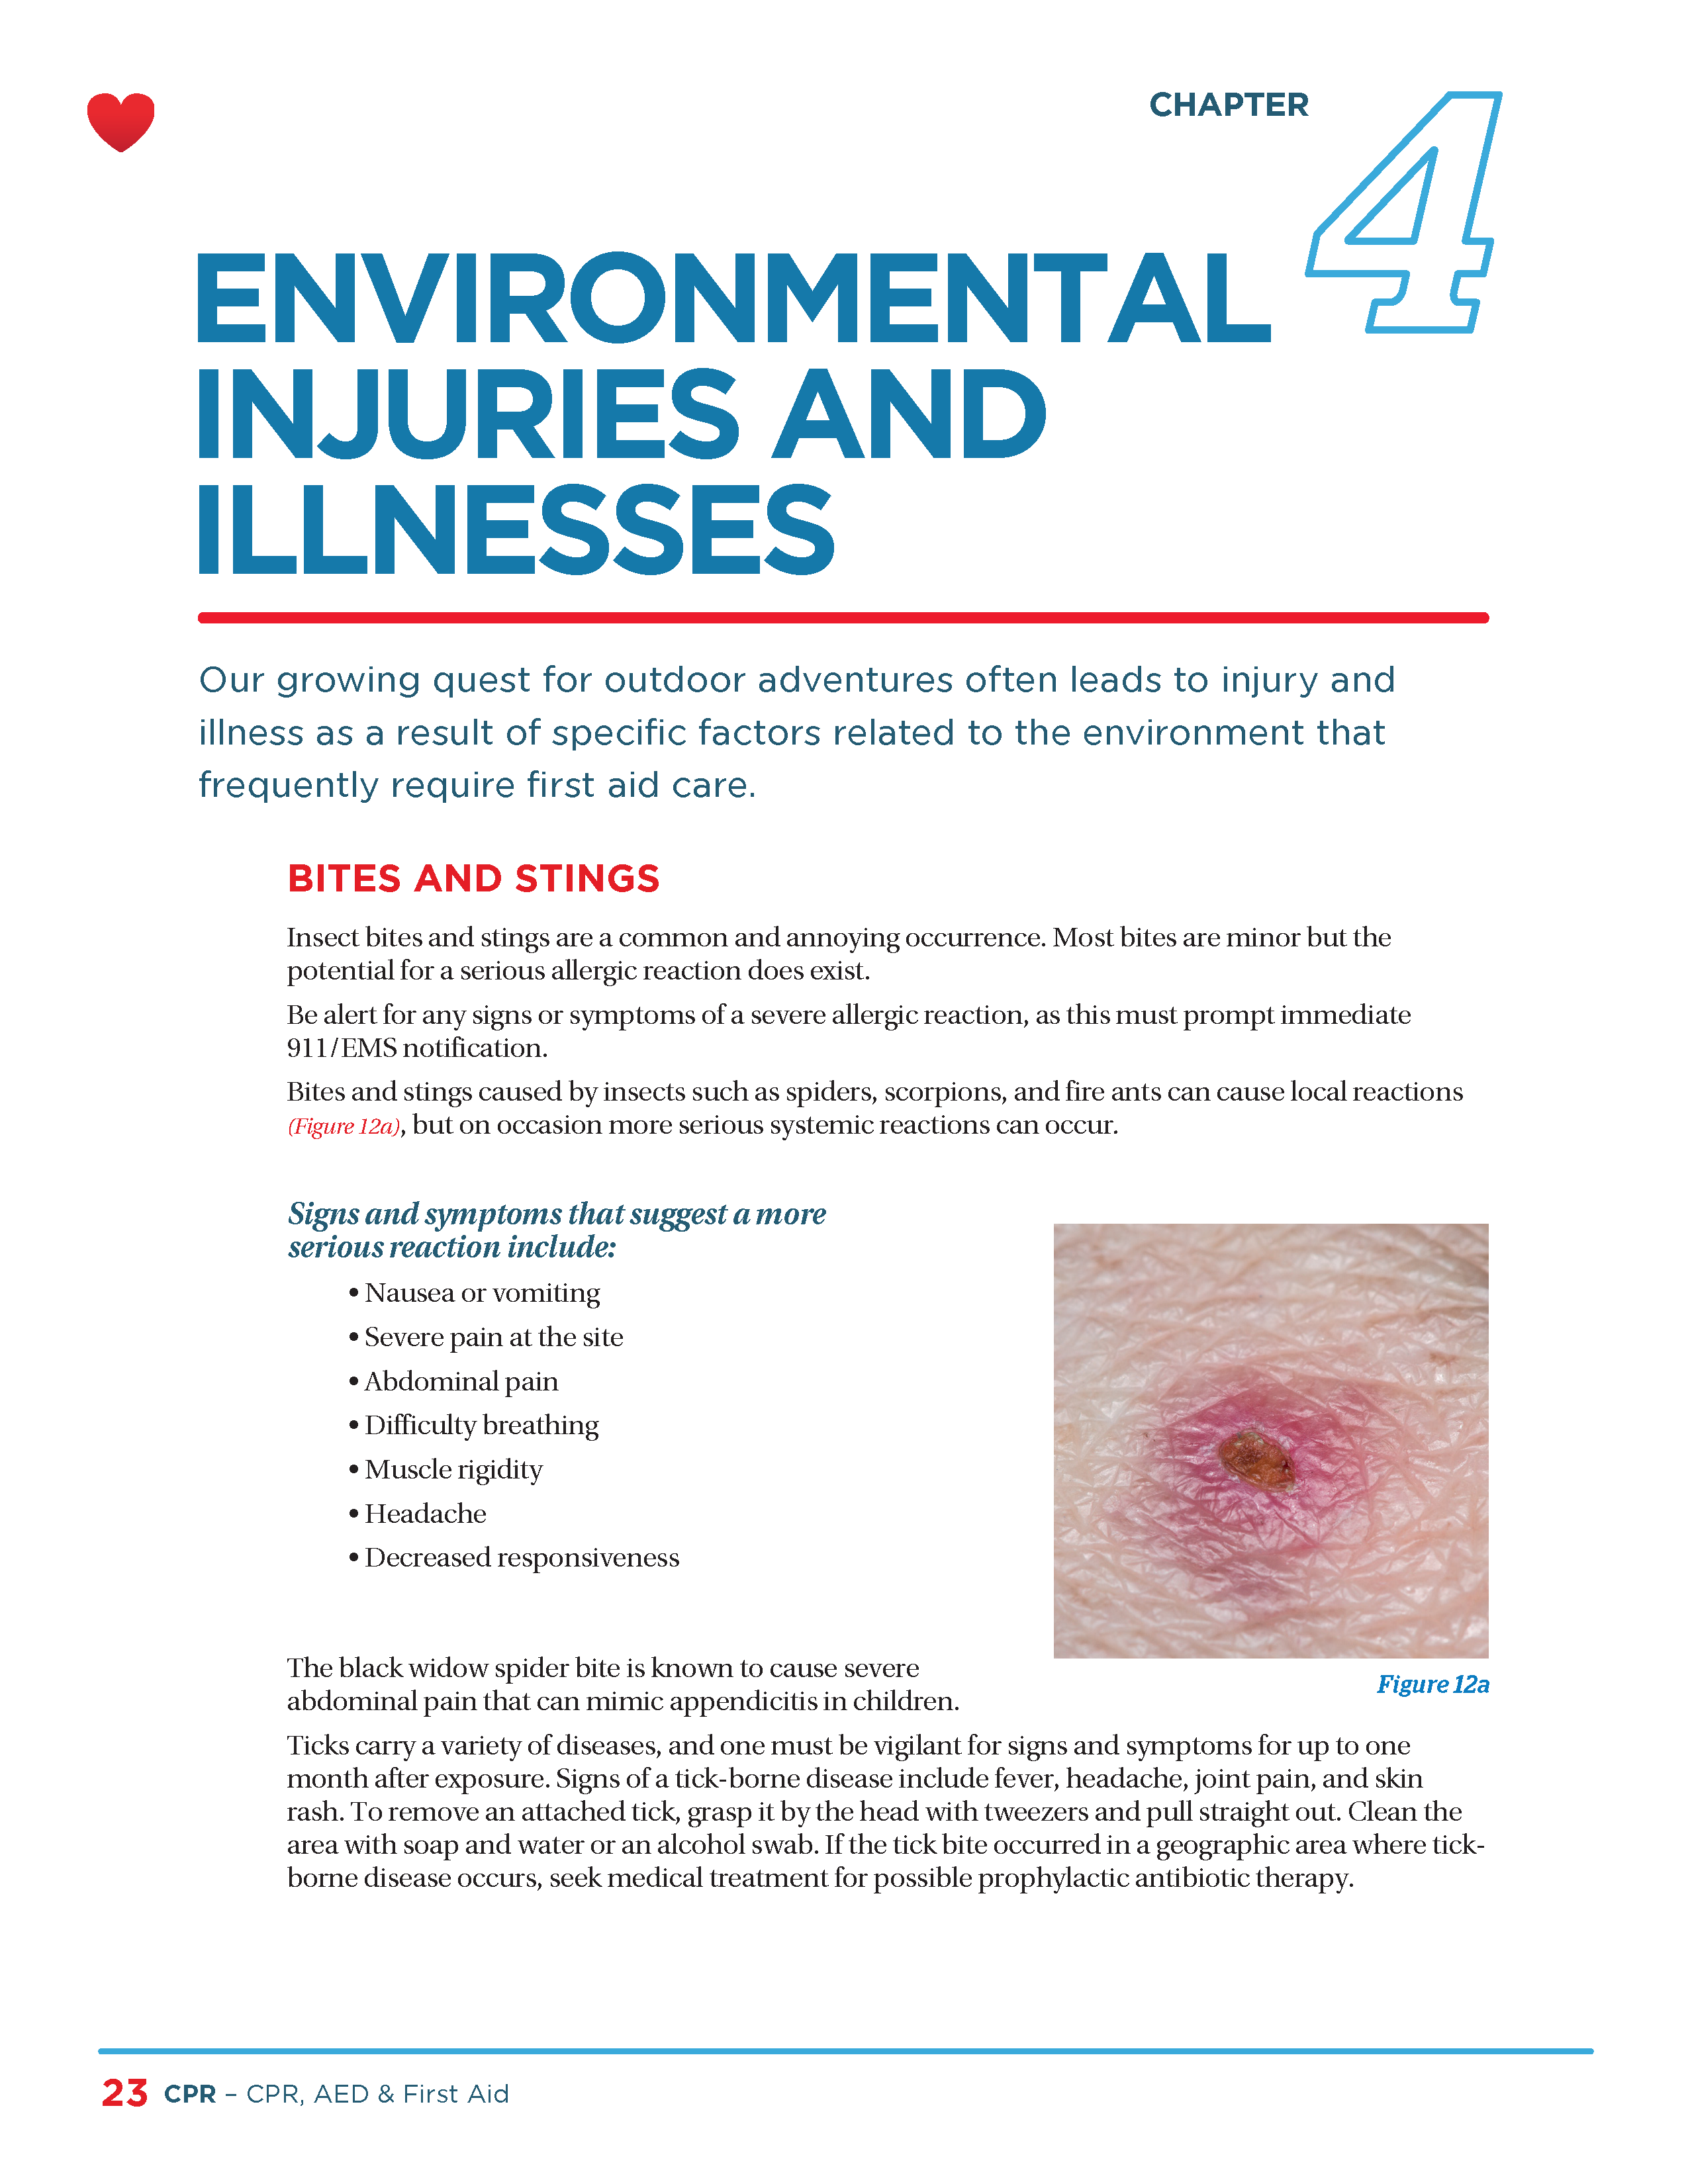 CHAPTER 4
ENVIRONMENTAL
INJURIES AND
ILLNESSES
Our growing quest for outdoor adventures often leads to injury and
illness as a result of specific factors related to the environment that
frequently require first aid care.
BITES AND STINGS
Insect bites and stings are a common and annoying occurrence. Most bites are minor but the
potential for a serious allergic reaction does exist.
Be alert for any signs or symptoms of a severe allergic reaction, as this must prompt immediate
911/EMS notification.
Bites and stings caused by insects such as spiders, scorpions, and fire ants can cause local reactions
(Figure 12a), but on occasion more serious systemic reactions can occur.
Signs and symptoms that suggest a more
serious reaction include:
• Nausea or vomiting
• Severe pain at the site
• Abdominal pain
• Difficulty breathing
• Muscle rigidity
• Headache
• Decreased responsiveness
The black widow spider bite is known to cause severe
abdominal pain that can mimic appendicitis in children.
Figure 12a
Ticks carry a variety of diseases, and one must be vigilant for signs and symptoms for up to one
month after exposure. Signs of a tick-borne disease include fever, headache, joint pain, and skin
rash. To remove an attached tick, grasp it by the head with tweezers and pull straight out. Clean the
area with soap and water or an alcohol swab. If the tick bite occurred in a geographic area where tick-
borne disease occurs, seek medical treatment for possible prophylactic antibiotic therapy.
23 CPR – CPR, AED & First Aid